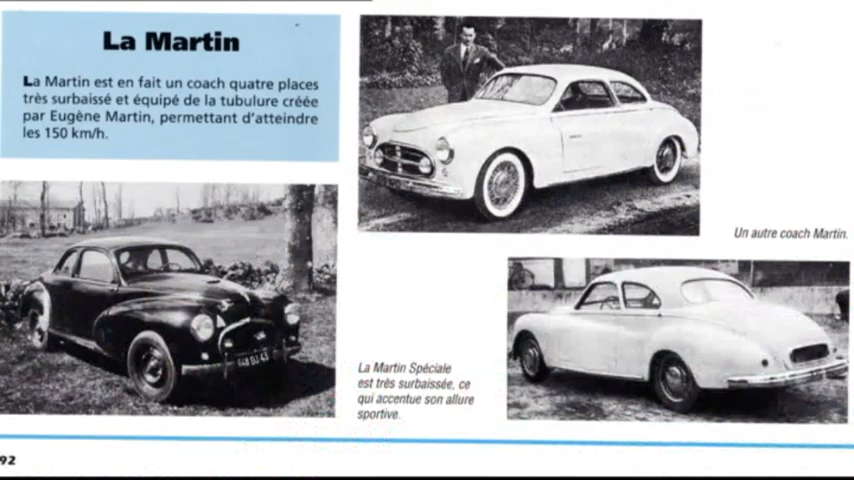 La Martin
La Martin est en fait un coach quatre places
très surbaissé et équipé de la tubulure créée
par Eugène Martin, permettant d'atteindre
les 150 km/h.
Un autre coach Martin.
La Martin Spéciale
est très surbaissée, ce
qui accentue son allure
sportive.
92